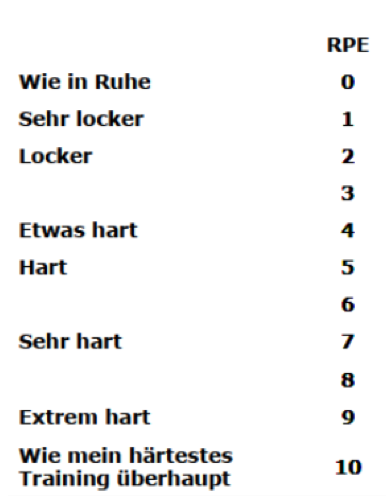 RPE
Wie in Ruhe 0
Sehr locker 1
Locker 2
3
Etwas hart 4
Hart 5
6
Sehr hart 7
8
Extrem hart 9
Wie mein härtestes
Training überhaupt 10